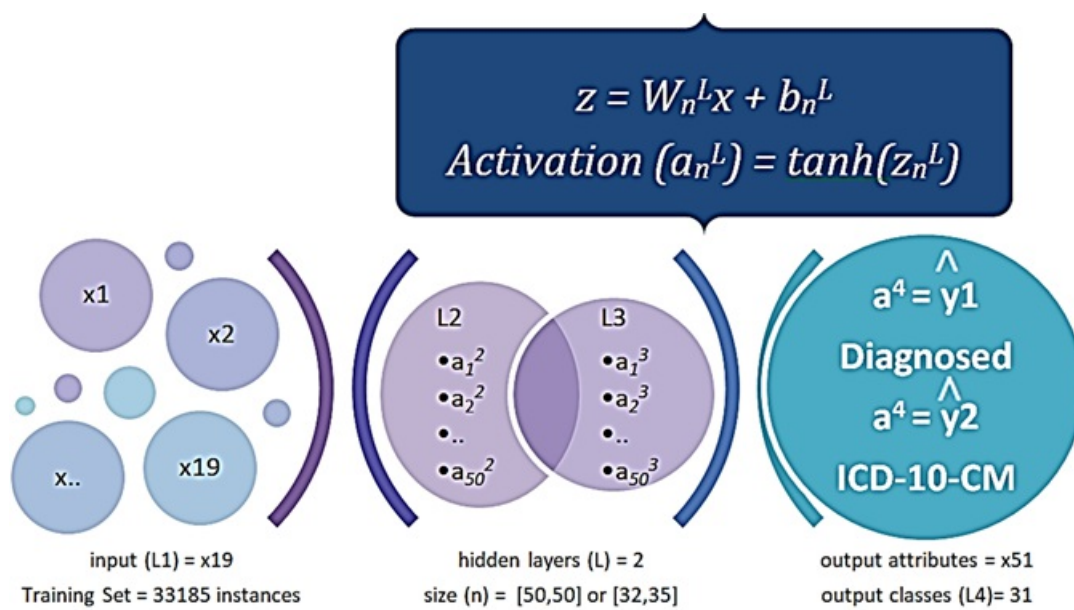 z = Wₙᴸx + bₙᴸ
Activation (aₙᴸ) = tanh(zₙᴸ)
x1
x2
x..
x19
L2
•a₁²
•a₂²
•..
•a₅₀²
L3
•a₁³
•a₂³
•..
•a₅₀³
a⁴ = ŷ1
Diagnosed
a⁴ = ŷ2
ICD-10-CM
input (L1) = x19
Training Set = 33185 instances
hidden layers (L) = 2
size (n) = [50,50] or [32,35]
output attributes = x51
output classes (L4) = 31